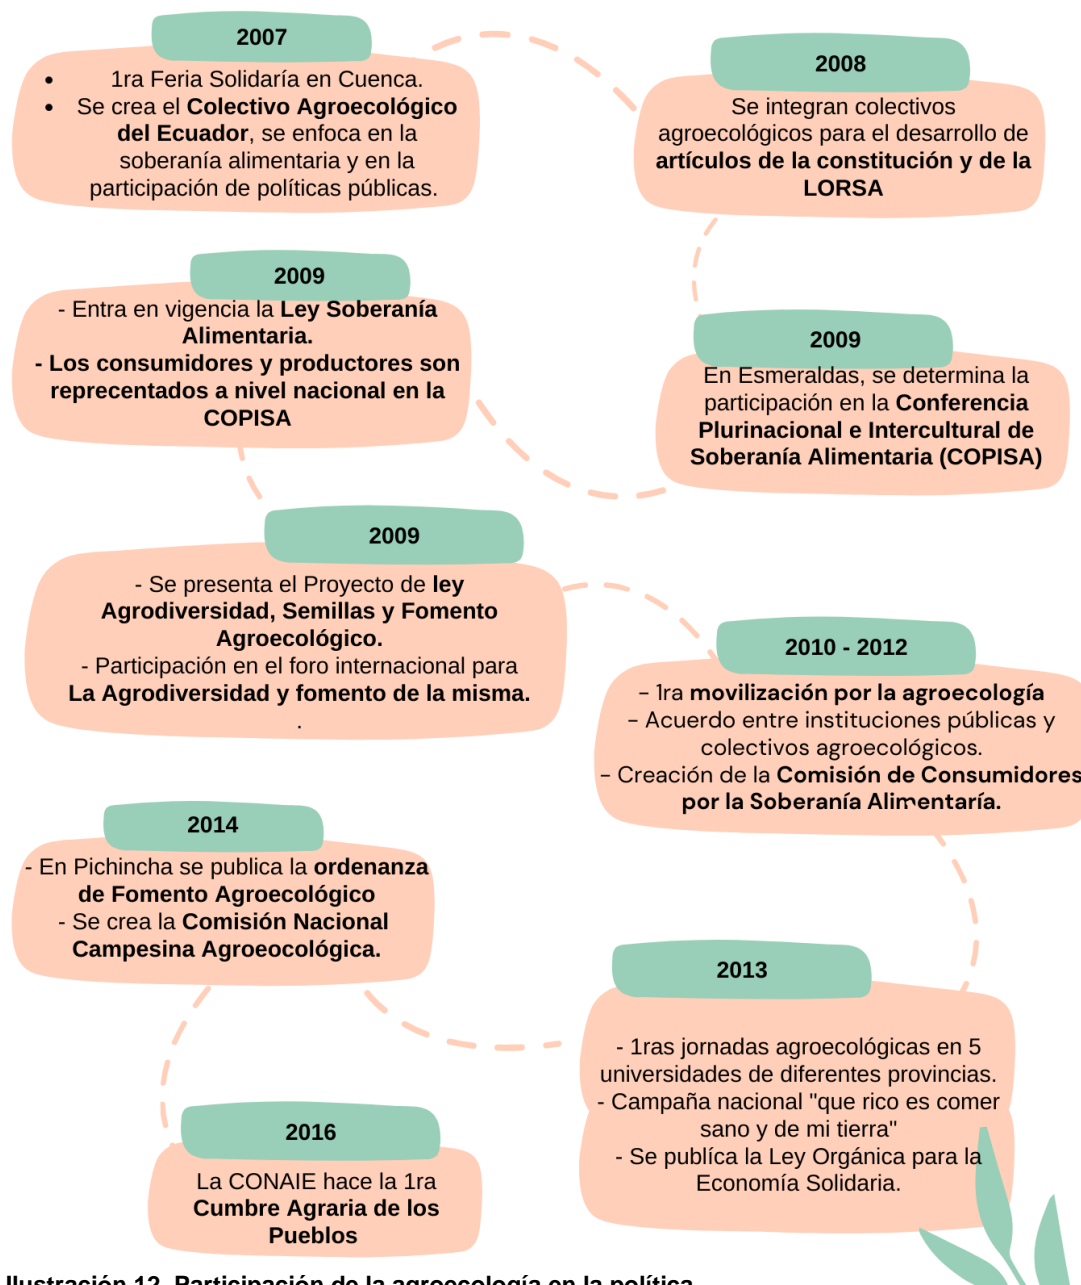 2007
• 1ra Feria Solidaría en Cuenca.
• Se crea el Colectivo Agroecológico
del Ecuador, se enfoca en la
soberanía alimentaria y en la
participación de políticas públicas.
2008
Se integran colectivos
agroecológicos para el desarrollo de
artículos de la constitución y de la
LORSA
2009
En Esmeraldas, se determina la
participación en la Conferencia
Plurinacional e Intercultural de
Soberanía Alimentaria (COPISA)
2009
- Entra en vigencia la Ley Soberanía
Alimentaria.
- Los consumidores y productores son
reprecentados a nivel nacional en la
COPISA
2009
- Se presenta el Proyecto de ley
Agrodiversidad, Semillas y Fomento
Agroecológico.
- Participación en el foro internacional para
La Agrodiversidad y fomento de la misma.
.
2010 - 2012
- 1ra movilización por la agroecología
- Acuerdo entre instituciones públicas y
colectivos agroecológicos.
- Creación de la Comisión de Consumidores
por la Soberanía Alimentaría.
2013
- 1ras jornadas agroecológicas en 5
universidades de diferentes provincias.
- Campaña nacional "que rico es comer
sano y de mi tierra"
- Se publíca la Ley Orgánica para la
Economía Solidaria.
2014
- En Pichincha se publica la ordenanza
de Fomento Agroecológico
- Se crea la Comisión Nacional
Campesina Agroeocológica.
2016
La CONAIE hace la 1ra
Cumbre Agraria de los
Pueblos
Ilustración 12. Participación de la agroecología en la política